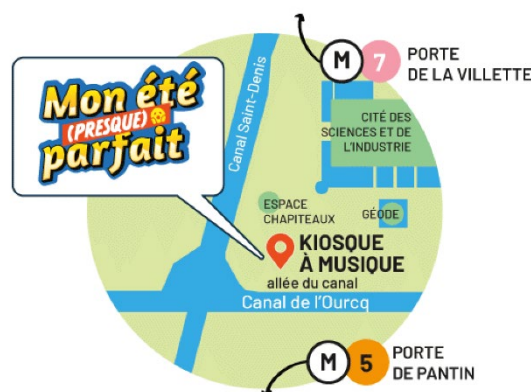 Mon été
(PRESQUE)
parfait
Canal Saint-Denis
M 7 PORTE
DE LA VILLETTE
CITÉ DES
SCIENCES ET DE
L'INDUSTRIE
ESPACE
CHAPITEAUX
GÉODE
KIOSQUE
À MUSIQUE
allée du canal
Canal de l'Ourcq
M 5 PORTE
DE PANTIN